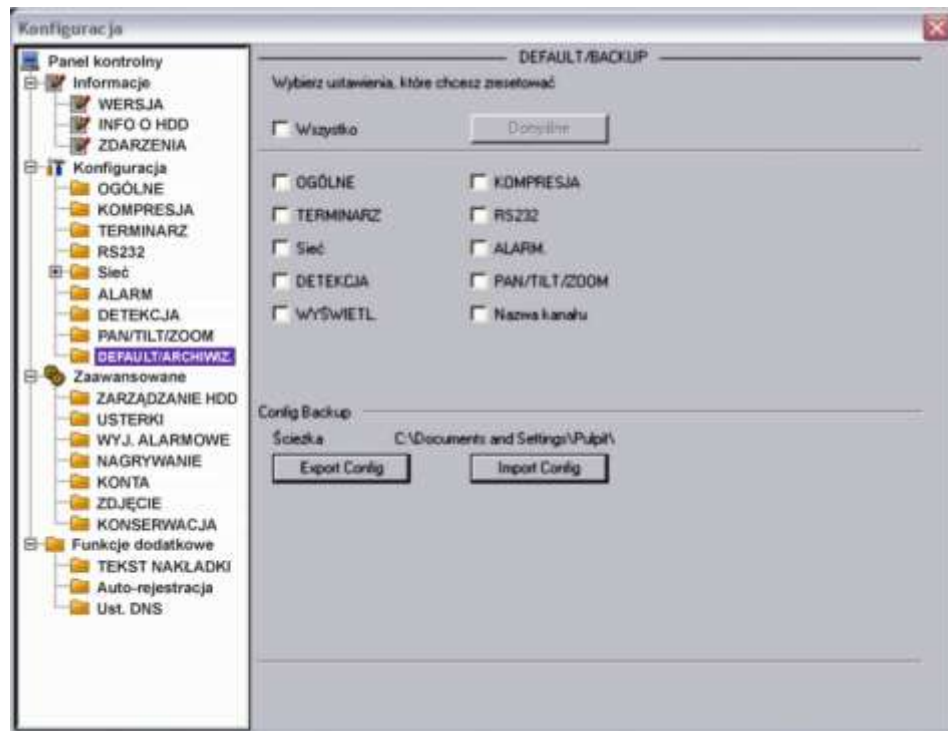 Konfiguracja
Panel kontrolny
Informacje
WERSJA
INFO O HDD
ZDARZENIA
Konfiguracja
OGÓLNE
KOMPRESJA
TERMINARZ
RS232
Sieć
ALARM
DETEKCJA
PAN/TILT/ZOOM
DEFAULT/ARCHIWIZ.
Zaawansowane
ZARZĄDZANIE HDD
USTERKI
WYJ. ALARMOWE
NAGRYWANIE
KONTA
ZDJĘCIE
KONSERWACJA
Funkcje dodatkowe
TEKST NAKŁADKI
Auto-rejestracja
Ust. DNS
DEFAULT/BACKUP
Wybierz ustawienia, które chcesz zresetować
Wszystko Domyślne
OGÓLNE KOMPRESJA
TERMINARZ RS232
Sieć ALARM.
DETEKCJA PAN/TILT/ZOOM
WYŚWIETL. Nazwa kanału
Config Backup
Ścieżka C:\Documents and Settings\Pulpit\
Export Config Import Config